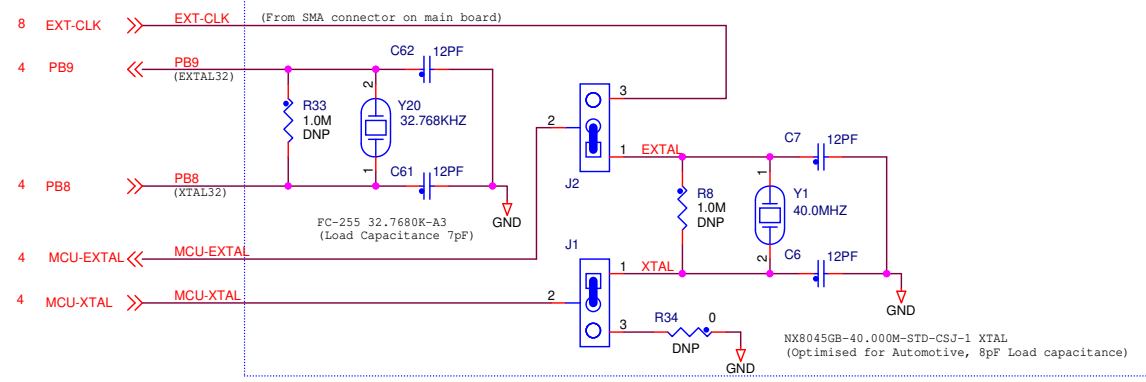 8 EXT-CLK EXT-CLK (From SMA connector on main board)
C62 12PF
4 PB9 PB9
(EXTAL32)
2
R33
1.0M
DNP
Y20
32.768KHZ
1
C61 12PF
4 PB8 PB8
(XTAL32)
GND
FC-255 32.7680K-A3
(Load Capacitance 7pF)
3
2
1
J2
EXTAL
C7 12PF
1
R8
1.0M
DNP
Y1
40.0MHZ
2
C6 12PF
4 MCU-EXTAL MCU-EXTAL
J1
1 XTAL
4 MCU-XTAL MCU-XTAL
2
3
R34 0
DNP
GND
GND
NX8045GB-40.000M-STD-CSJ-1 XTAL
(Optimised for Automotive, 8pF Load capacitance)